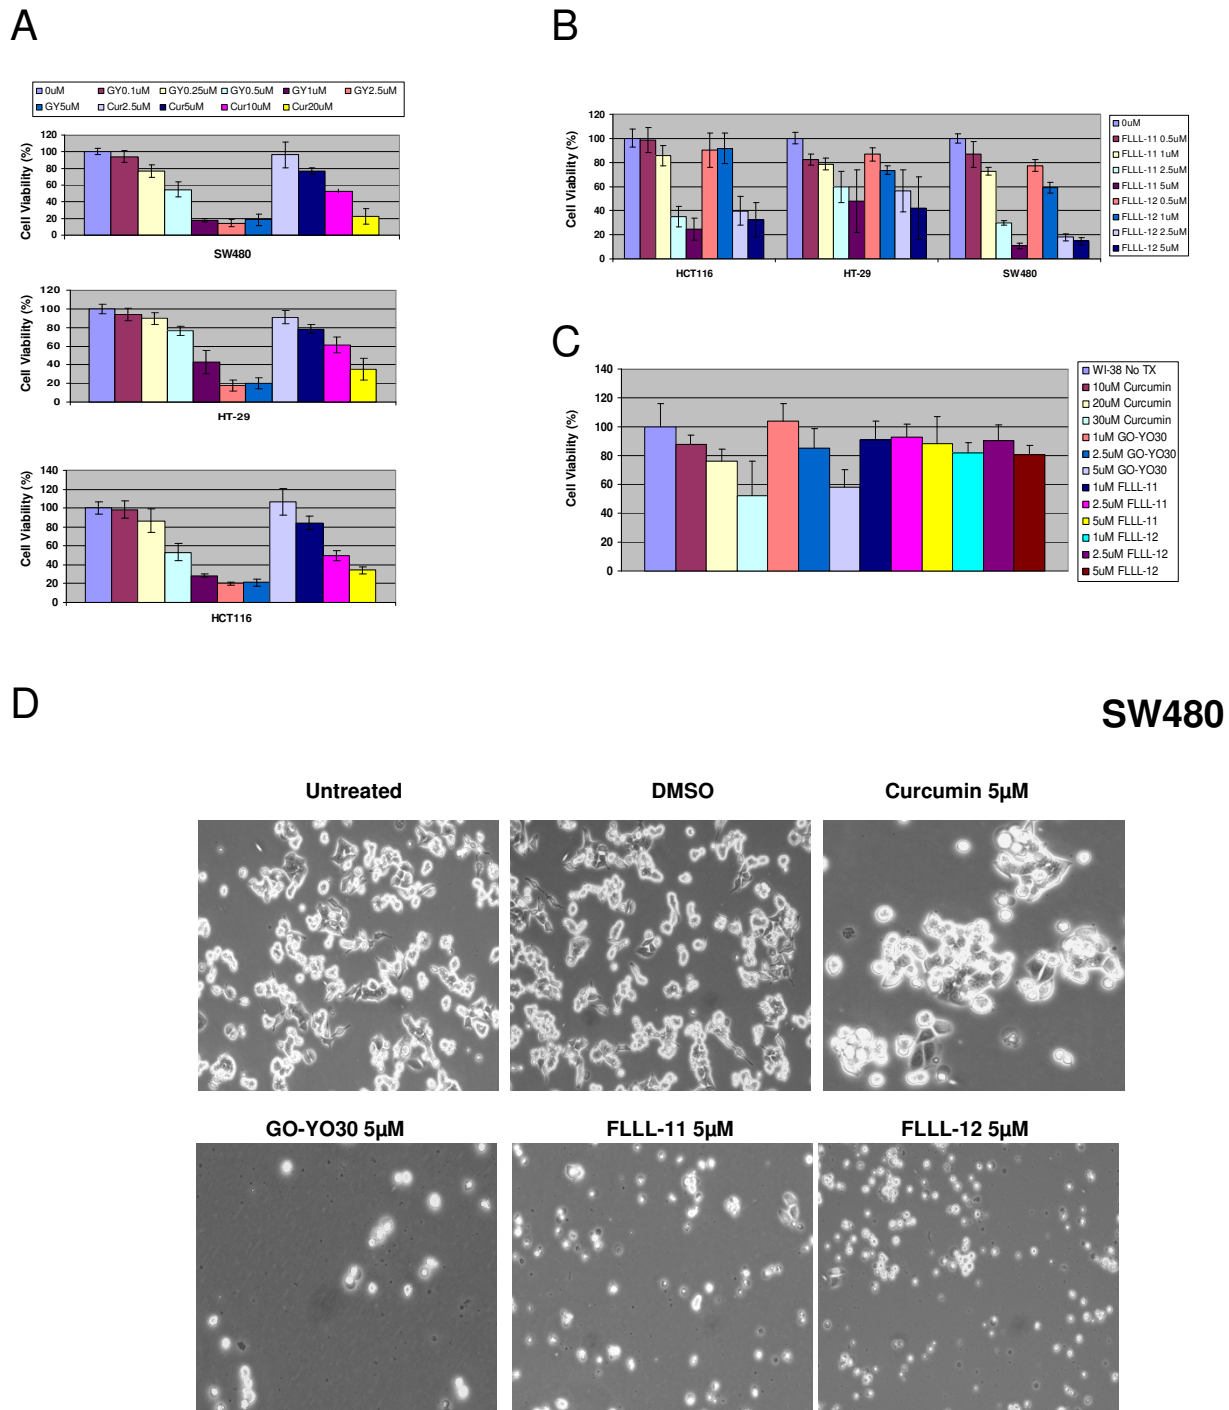 A
0uM GY0.1uM GY0.25uM GY0.5uM GY1uM GY2.5uM
GY5uM Cur2.5uM Cur5uM Cur10uM Cur20uM
Cell Viability (%)
120
100
80
60
40
20
0
SW480
Cell Viability (%)
120
100
80
60
40
20
0
HT-29
Cell Viability (%)
140
120
100
80
60
40
20
0
HCT116
B
Cell Viability (%)
120
100
80
60
40
20
0
HCT116 HT-29 SW480
0uM
FLLL-11 0.5uM
FLLL-11 1uM
FLLL-11 2.5uM
FLLL-11 5uM
FLLL-12 0.5uM
FLLL-12 1uM
FLLL-12 2.5uM
FLLL-12 5uM
C
Cell Viability (%)
140
120
100
80
60
40
20
0
WI-38 No TX
10uM Curcumin
20uM Curcumin
30uM Curcumin
1uM GO-YO30
2.5uM GO-YO30
5uM GO-YO30
1uM FLLL-11
2.5uM FLLL-11
5uM FLLL-11
1uM FLLL-12
2.5uM FLLL-12
5uM FLLL-12
D
SW480
Untreated DMSO Curcumin 5µM
GO-YO30 5µM FLLL-11 5µM FLLL-12 5µM